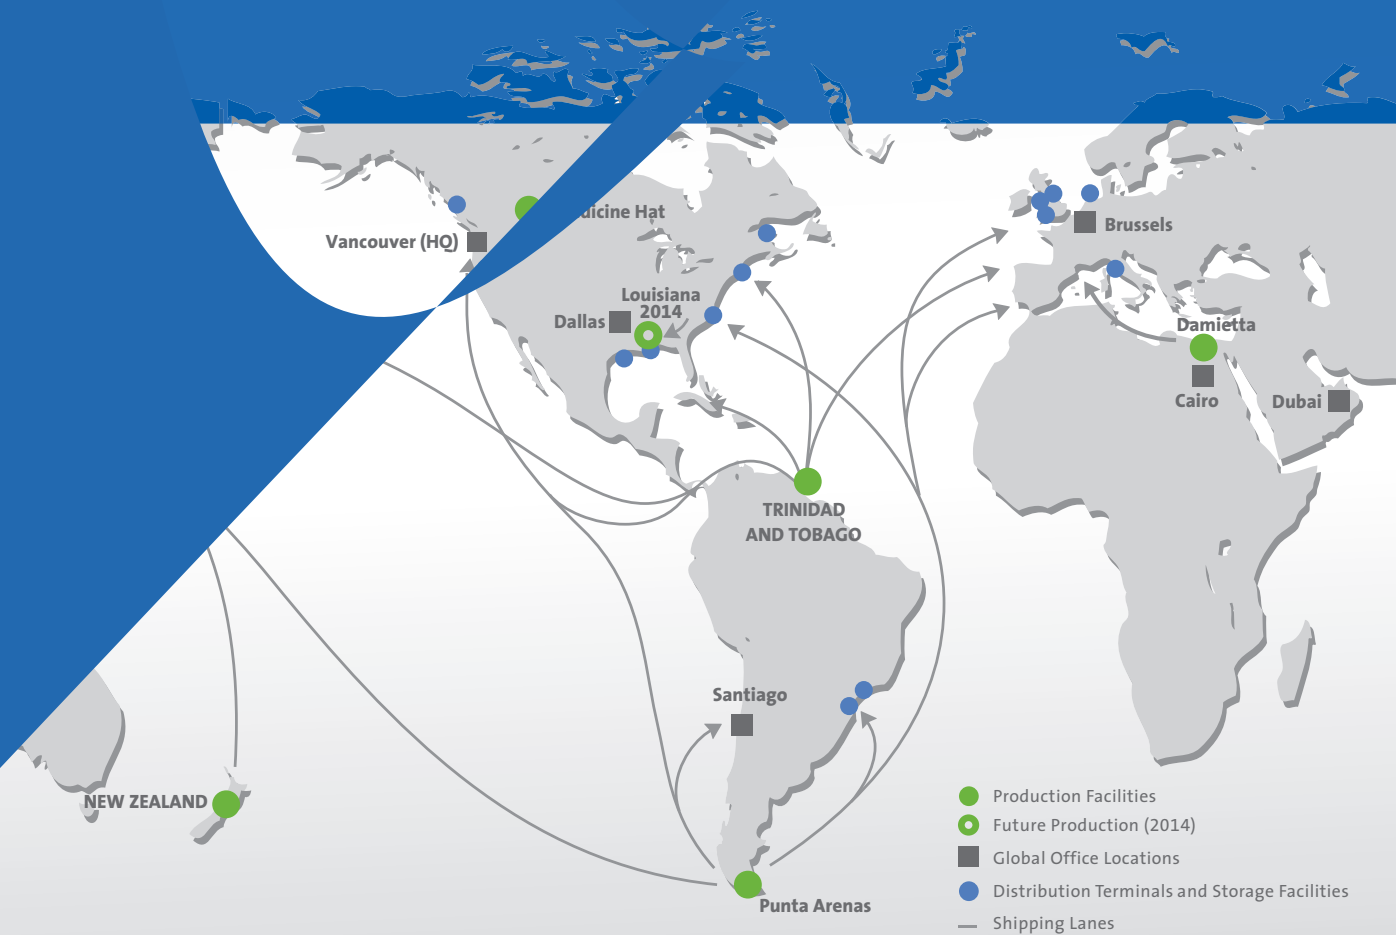 dicine Hat
Vancouver (HQ)
Brussels
Louisiana
2014
Dallas
Damietta
Cairo
Dubai
TRINIDAD
AND TOBAGO
Santiago
NEW ZEALAND
Punta Arenas
Production Facilities
Future Production (2014)
Global Office Locations
Distribution Terminals and Storage Facilities
Shipping Lanes